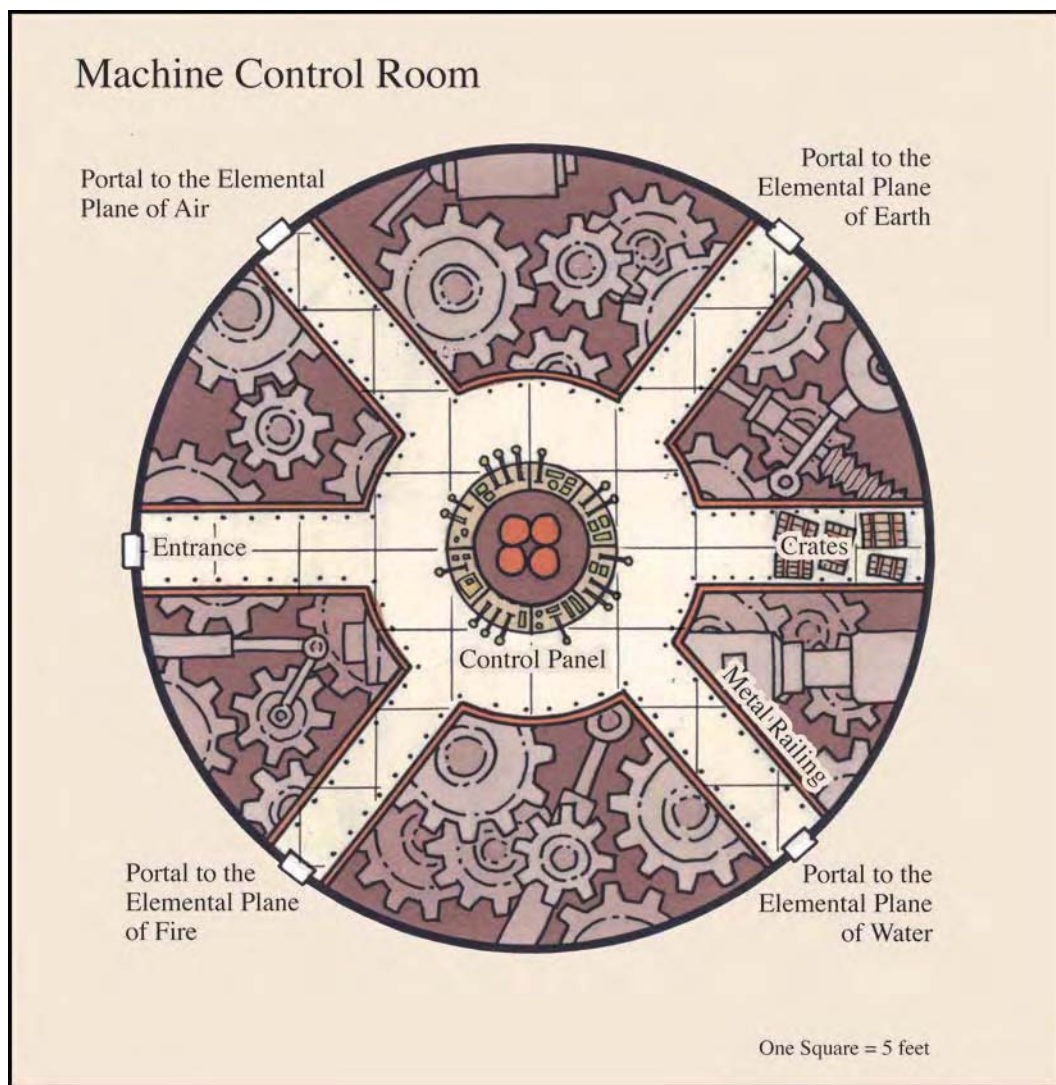 Machine Control Room
Portal to the Elemental
Plane of Air
Portal to the
Elemental Plane
of Earth
Entrance
Crates
Control Panel
Metal Railing
Portal to the
Elemental Plane
of Fire
Portal to the
Elemental Plane
of Water
One Square = 5 feet